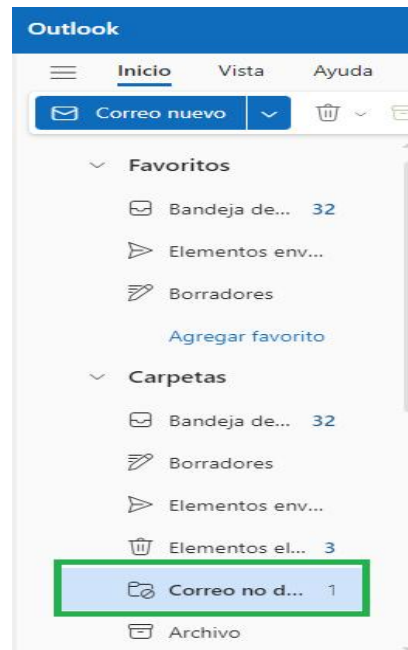 Outlook
Inicio Vista Ayuda
Correo nuevo
Favoritos
Bandeja de... 32
Elementos env...
Borradores
Agregar favorito
Carpetas
Bandeja de... 32
Borradores
Elementos env...
Elementos el... 3
Correo no d... 1
Archivo